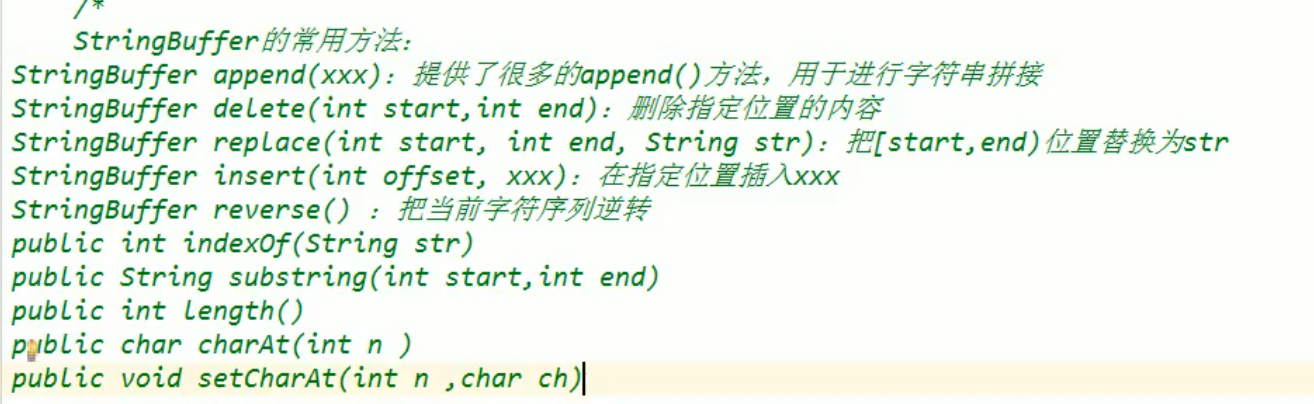 /*
StringBuffer的常用方法：
StringBuffer append(xxx)：提供了很多的append()方法，用于进行字符串拼接
StringBuffer delete(int start,int end)：删除指定位置的内容
StringBuffer replace(int start, int end, String str)：把[start,end)位置替换为str
StringBuffer insert(int offset, xxx)：在指定位置插入xxx
StringBuffer reverse() ：把当前字符序列逆转
public int indexOf(String str)
public String substring(int start,int end)
public int length()
public char charAt(int n )
public void setCharAt(int n ,char ch)